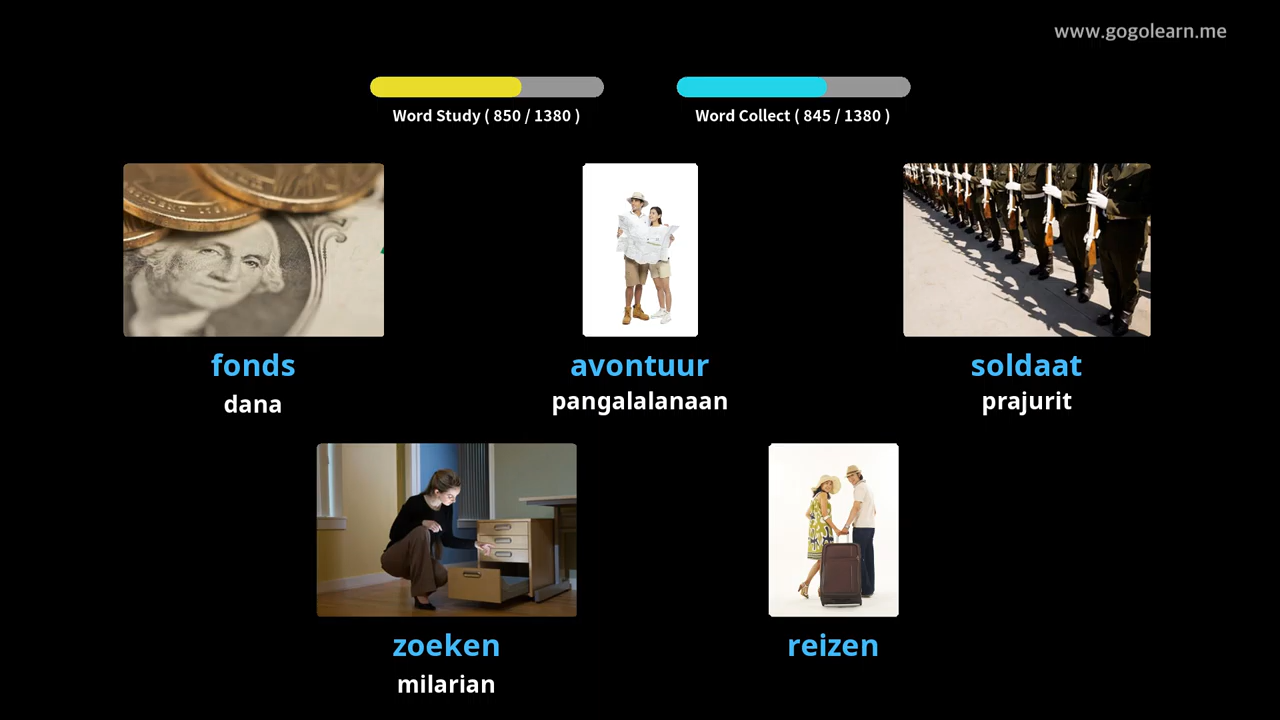 www.gogolearn.me
Word Study ( 850 / 1380 )
Word Collect ( 845 / 1380 )
fonds
dana
avontuur
pangalalanaan
soldaat
prajurit
zoeken
milarian
reizen